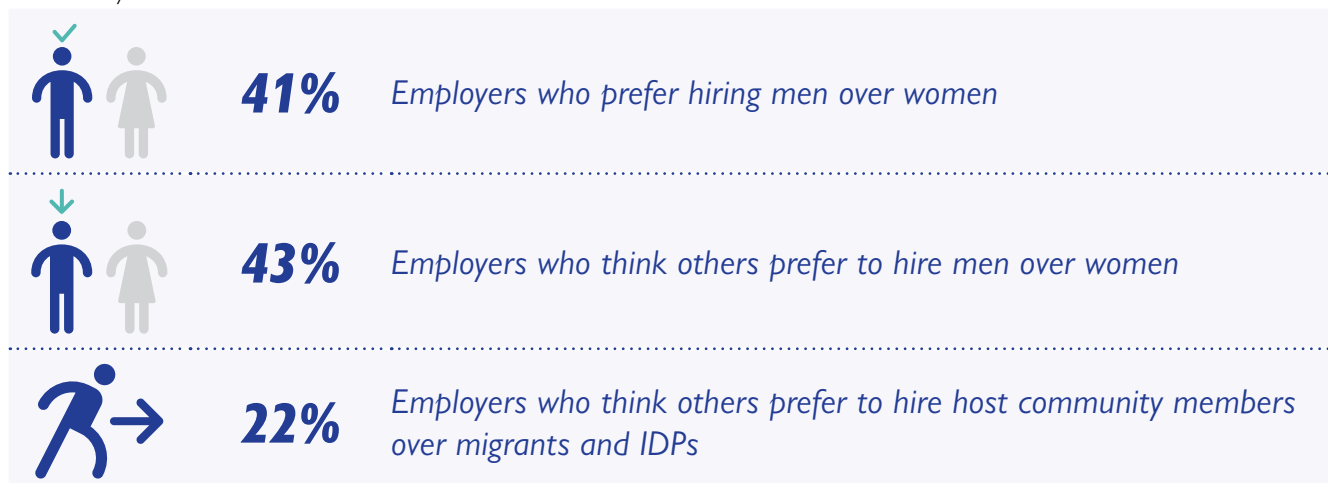 41%
Employers who prefer hiring men over women
43%
Employers who think others prefer to hire men over women
22%
Employers who think others prefer to hire host community members
over migrants and IDPs